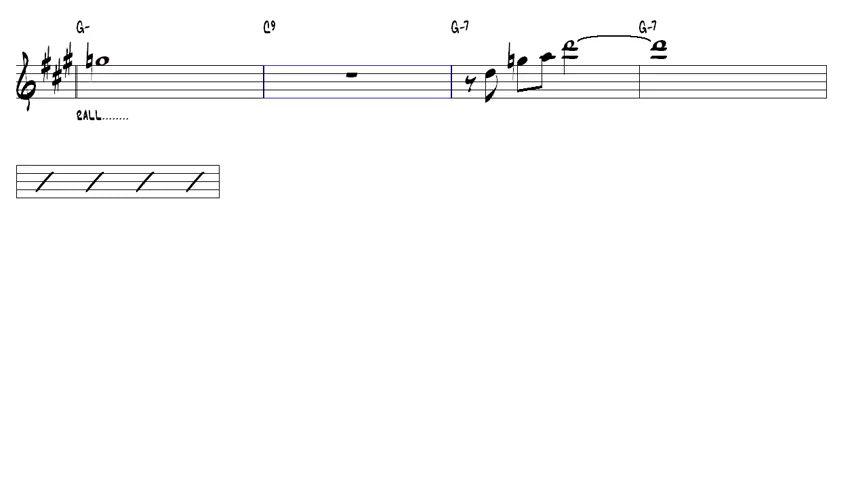 G- C9 G-7 G-7
RALL........